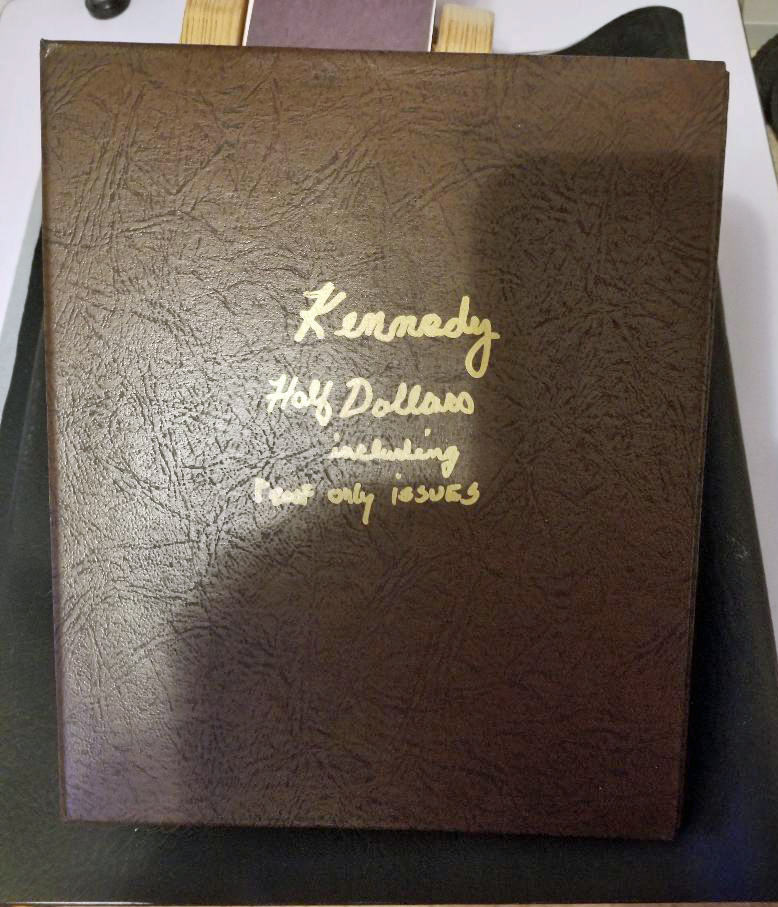 Kennedy
Half Dollars
including
Proof only iSSUES